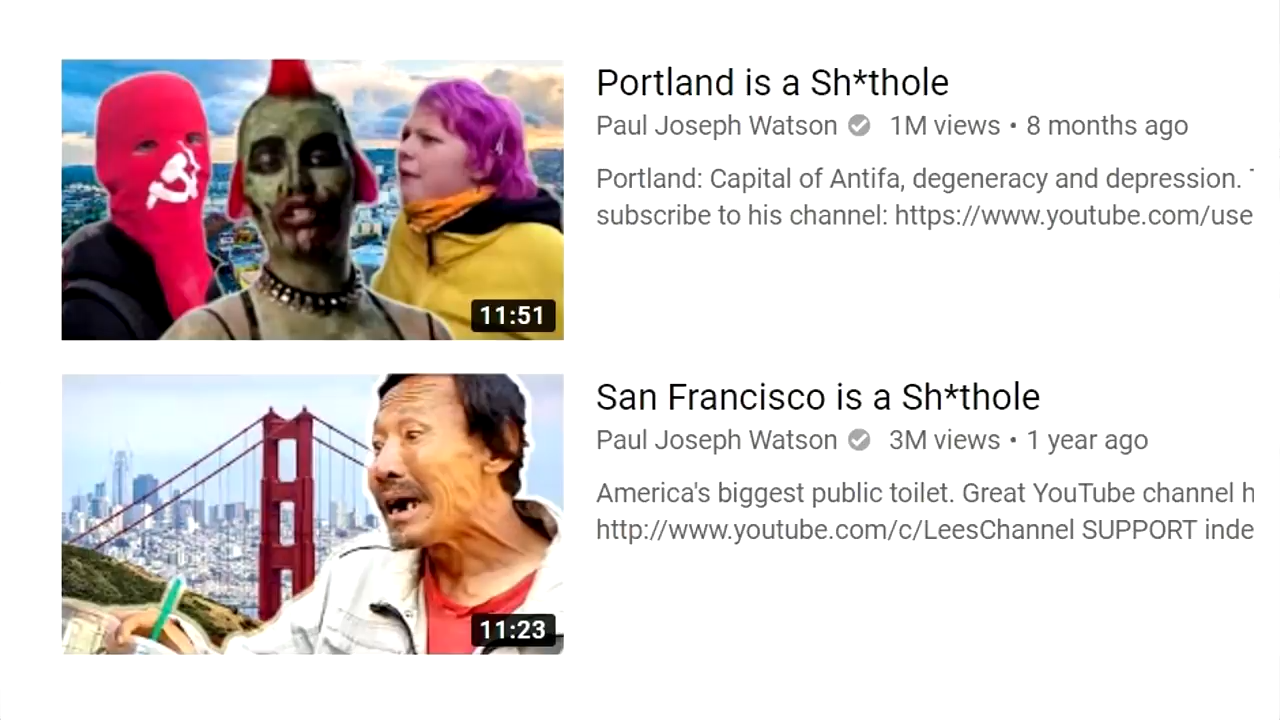 Portland is a Sh*thole
Paul Joseph Watson 1M views • 8 months ago
Portland: Capital of Antifa, degeneracy and depression.
subscribe to his channel: https://www.youtube.com/use
11:51
San Francisco is a Sh*thole
Paul Joseph Watson 3M views • 1 year ago
America's biggest public toilet. Great YouTube channel h
http://www.youtube.com/c/LeesChannel SUPPORT inde
11:23